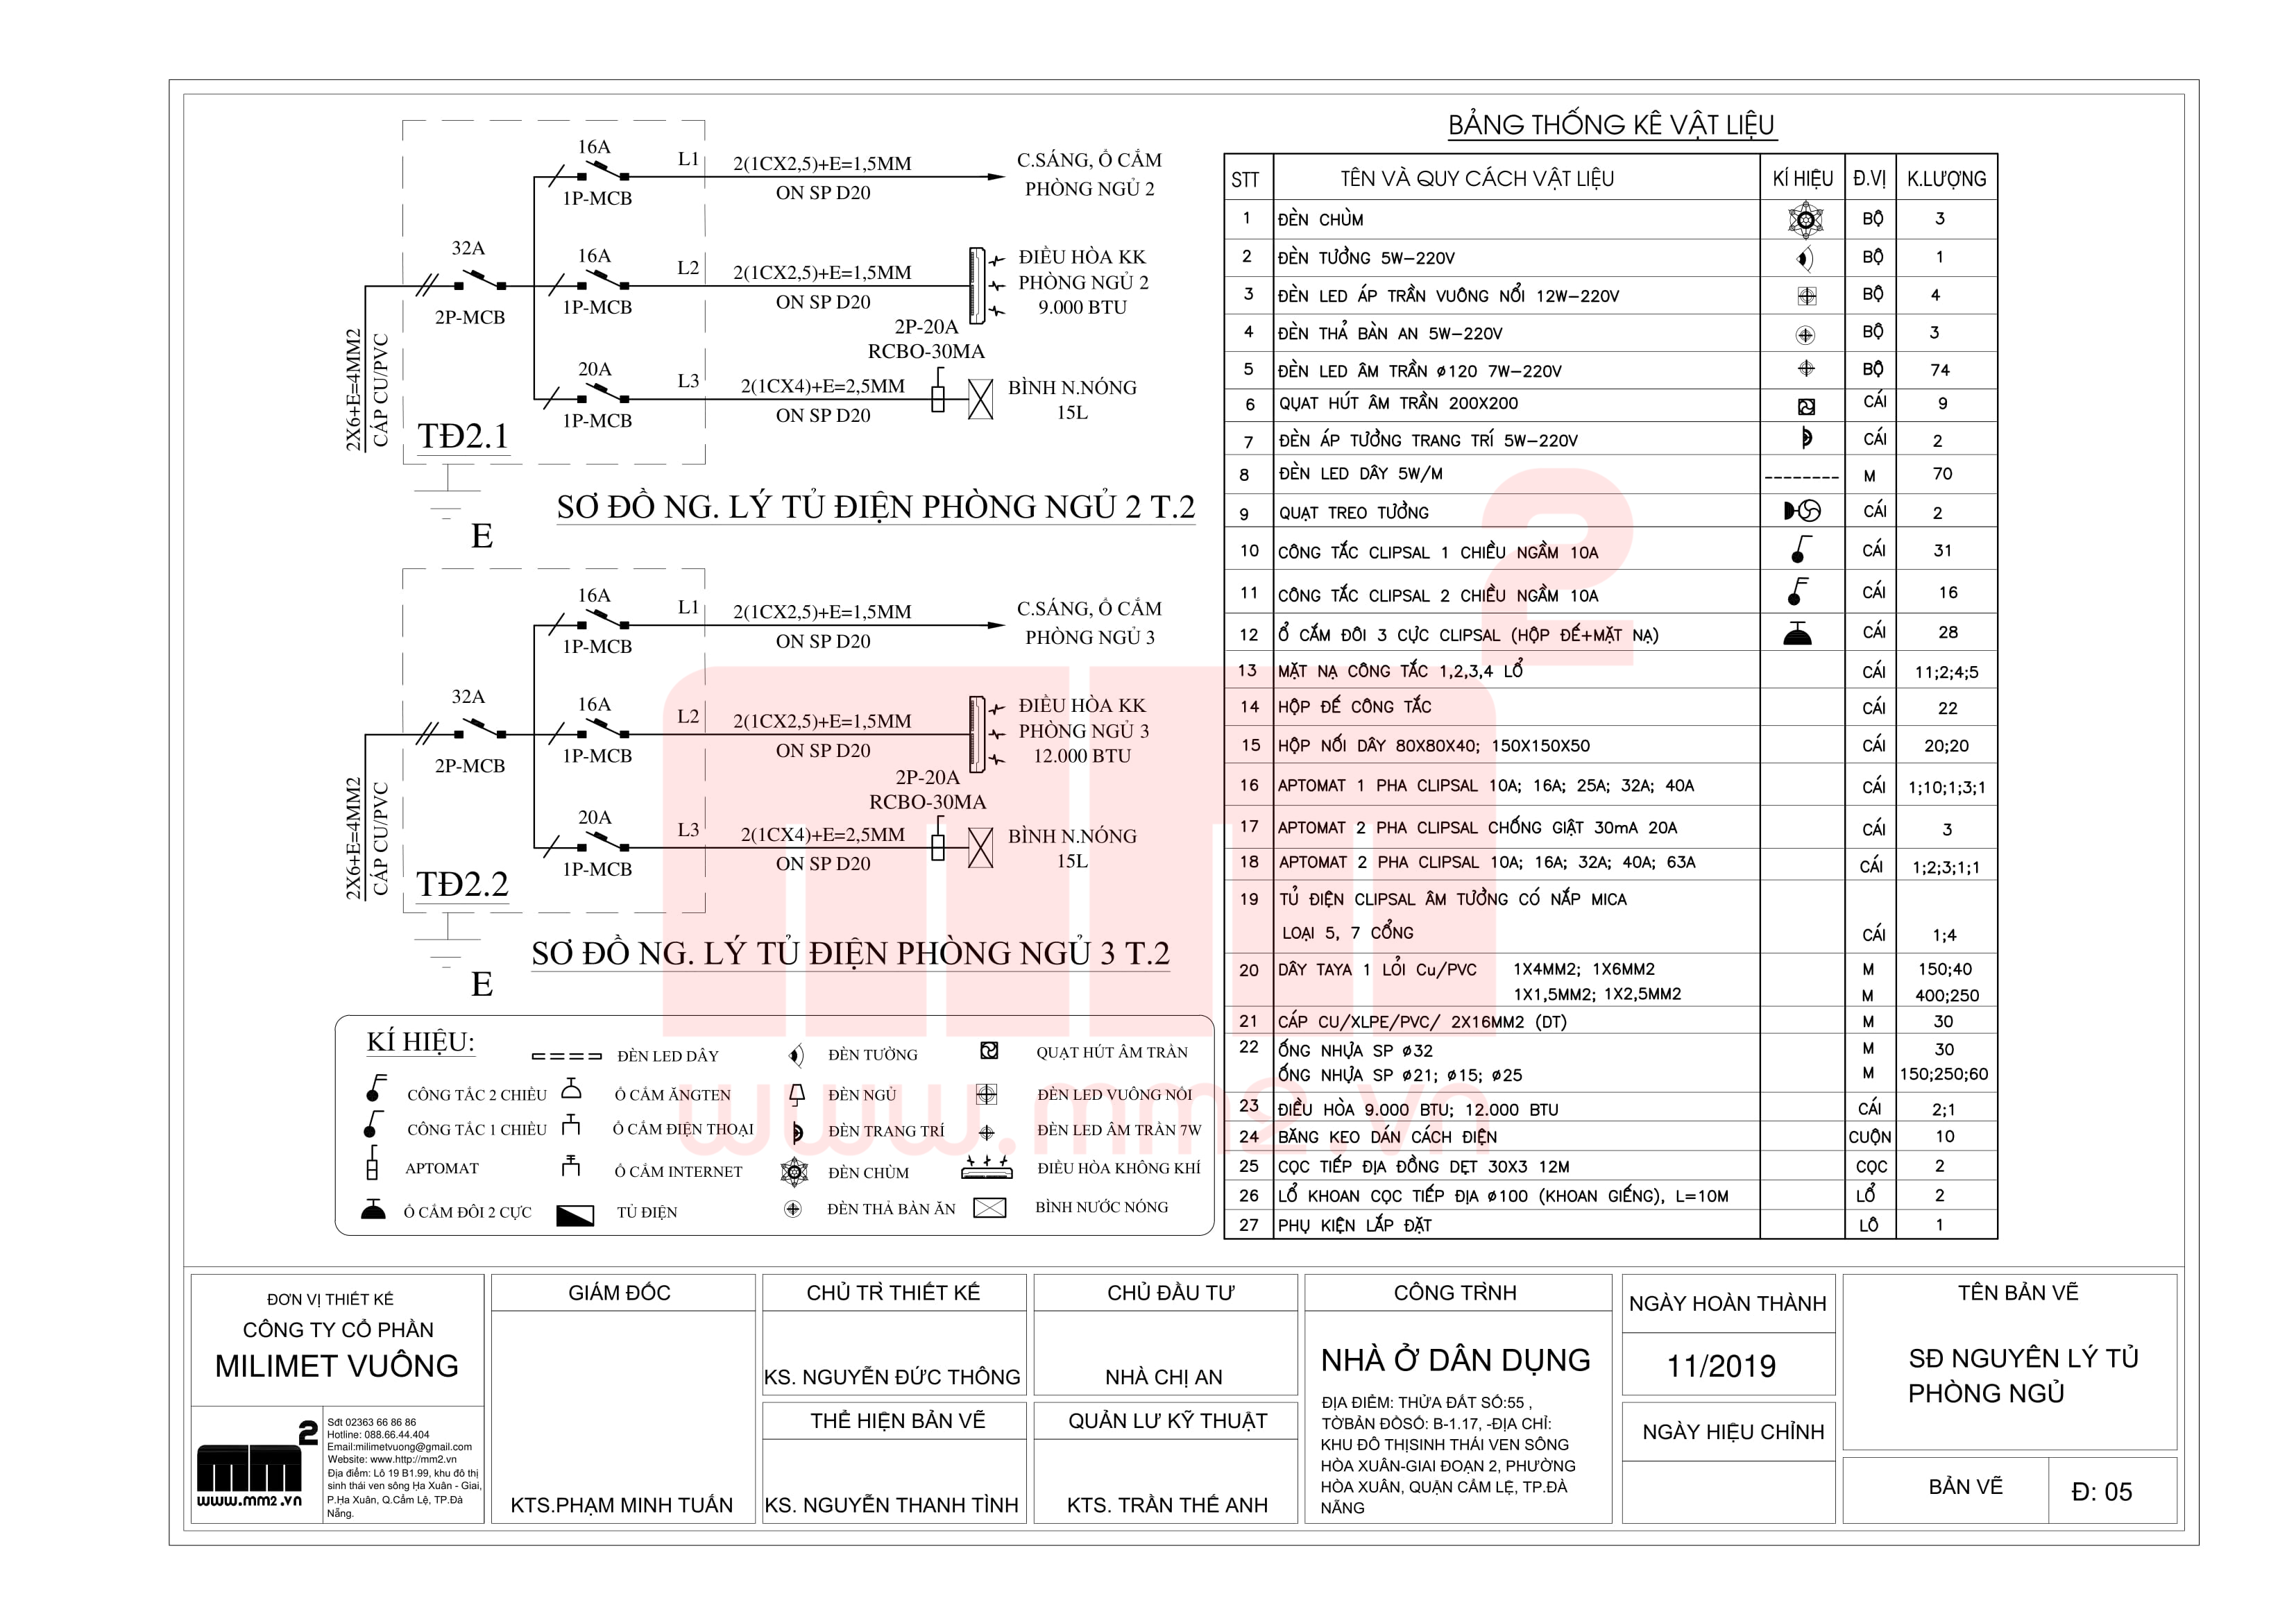 16A
L1
2(1CX2,5)+E=1,5MM
C.SÁNG, Ổ CẮM
1P-MCB
ON SP D20
PHÒNG NGỦ 2
32A
16A
L2
2(1CX2,5)+E=1,5MM
ĐIỀU HÒA KK
PHÒNG NGỦ 2
2P-MCB
1P-MCB
ON SP D20
9.000 BTU
2P-20A
RCBO-30MA
20A
L3
2(1CX4)+E=2,5MM
BÌNH N.NÓNG
1P-MCB
ON SP D20
15L
2X6+E=4MM2
CÁP CU/PVC
TĐ2.1
E
SƠ ĐỒ NG. LÝ TỦ ĐIỆN PHÒNG NGỦ 2 T.2
16A
L1
2(1CX2,5)+E=1,5MM
C.SÁNG, Ổ CẮM
1P-MCB
ON SP D20
PHÒNG NGỦ 3
32A
16A
L2
2(1CX2,5)+E=1,5MM
ĐIỀU HÒA KK
PHÒNG NGỦ 3
2P-MCB
1P-MCB
ON SP D20
12.000 BTU
2P-20A
RCBO-30MA
20A
L3
2(1CX4)+E=2,5MM
BÌNH N.NÓNG
1P-MCB
ON SP D20
15L
2X6+E=4MM2
CÁP CU/PVC
TĐ2.2
E
SƠ ĐỒ NG. LÝ TỦ ĐIỆN PHÒNG NGỦ 3 T.2
KÍ HIỆU:
ĐÈN LED DÂY
ĐÈN TƯỜNG
QUẠT HÚT ÂM TRẦN
CÔNG TẮC 2 CHIỀU
Ổ CẮM ĂNGTEN
ĐÈN NGỦ
ĐÈN LED VUÔNG NỔI
CÔNG TẮC 1 CHIỀU
Ổ CẮM ĐIỆN THOẠI
ĐÈN TRANG TRÍ
ĐÈN LED ÂM TRẦN 7W
APTOMAT
Ổ CẮM INTERNET
ĐÈN CHÙM
ĐIỀU HÒA KHÔNG KHÍ
Ổ CẮM ĐÔI 2 CỰC
TỦ ĐIỆN
ĐÈN THẢ BÀN ĂN
BÌNH NƯỚC NÓNG
BẢNG THỐNG KÊ VẬT LIỆU
STT TÊN VÀ QUY CÁCH VẬT LIỆU KÍ HIỆU Đ.VỊ K.LƯỢNG
1 ĐÈN CHÙM BỘ 3
2 ĐÈN TƯỜNG 5W-220V BỘ 1
3 ĐÈN LED ÁP TRẦN VUÔNG NỔI 12W-220V BỘ 4
4 ĐÈN THẢ BÀN AN 5W-220V BỘ 3
5 ĐÈN LED ÂM TRẦN ø120 7W-220V BỘ 74
6 QUẠT HÚT ÂM TRẦN 200X200 CÁI 9
7 ĐÈN ÁP TƯỜNG TRANG TRÍ 5W-220V CÁI 2
8 ĐÈN LED DÂY 5W/M M 70
9 QUẠT TREO TƯỜNG CÁI 2
10 CÔNG TẮC CLIPSAL 1 CHIỀU NGẦM 10A CÁI 31
11 CÔNG TẮC CLIPSAL 2 CHIỀU NGẦM 10A CÁI 16
12 Ổ CẮM ĐÔI 3 CỰC CLIPSAL (HỘP ĐẾ+MẶT NẠ) CÁI 28
13 MẶT NẠ CÔNG TẮC 1,2,3,4 LỔ CÁI 11;2;4;5
14 HỘP ĐẾ CÔNG TẮC CÁI 22
15 HỘP NỐI DÂY 80X80X40; 150X150X50 CÁI 20;20
16 APTOMAT 1 PHA CLIPSAL 10A; 16A; 25A; 32A; 40A CÁI 1;10;1;3;1
17 APTOMAT 2 PHA CLIPSAL CHỐNG GIẬT 30mA 20A CÁI 3
18 APTOMAT 2 PHA CLIPSAL 10A; 16A; 32A; 40A; 63A CÁI 1;2;3;1;1
19 TỦ ĐIỆN CLIPSAL ÂM TƯỜNG CÓ NẮP MICA
LOẠI 5, 7 CỔNG CÁI 1;4
20 DÂY TAYA 1 LỎI Cu/PVC 1X4MM2; 1X6MM2 M 150;40
1X1,5MM2; 1X2,5MM2 M 400;250
21 CÁP CU/XLPE/PVC/ 2X16MM2 (DT) M 30
22 ỐNG NHỰA SP ø32 M 30
ỐNG NHỰA SP ø21; ø15; ø25 M 150;250;60
23 ĐIỀU HÒA 9.000 BTU; 12.000 BTU CÁI 2;1
24 BĂNG KEO DÁN CÁCH ĐIỆN CUỘN 10
25 CỌC TIẾP ĐỊA ĐỒNG DẸT 30X3 12M CỌC 2
26 LỔ KHOAN CỌC TIẾP ĐỊA ø100 (KHOAN GIẾNG), L=10M LỔ 2
27 PHỤ KIỆN LẮP ĐẶT LÔ 1
mm2
www.mm2.vn
ĐƠN VỊ THIẾT KẾ
CÔNG TY CỔ PHẦN
MILIMET VUÔNG
mm2
www.mm2.vn
Sđt 02363 66 86 86
Hotline: 088.66.44.404
Email:milimetvuong@gmail.com
Website: www.http://mm2.vn
Địa điểm: Lô 19 B1.99, khu đô thị
sinh thái ven sông Hạ Xuân - Giai,
P.Hạ Xuân, Q.Cẩm Lệ, TP.Đà
Nẵng.
GIÁM ĐỐC
KTS.PHẠM MINH TUẤN
CHỦ TRÌ THIẾT KẾ
KS. NGUYỄN ĐỨC THÔNG
THỂ HIỆN BẢN VẼ
KS. NGUYỄN THANH TÌNH
CHỦ ĐẦU TƯ
NHÀ CHỊ AN
QUẢN LƯ KỸ THUẬT
KTS. TRẦN THẾ ANH
CÔNG TRÌNH
NHÀ Ở DÂN DỤNG
ĐỊA ĐIỂM: THỬA ĐẤT SỐ:55 ,
TỜBẢN ĐỒSỐ: B-1.17, -ĐỊA CHỈ:
KHU ĐÔ THỊSINH THÁI VEN SÔNG
HÒA XUÂN-GIAI ĐOẠN 2, PHƯỜNG
HÒA XUÂN, QUẬN CẨM LỆ, TP.ĐÀ
NẴNG
NGÀY HOÀN THÀNH
11/2019
NGÀY HIỆU CHỈNH
TÊN BẢN VẼ
SĐ NGUYÊN LÝ TỦ
PHÒNG NGỦ
BẢN VẼ
Đ: 05